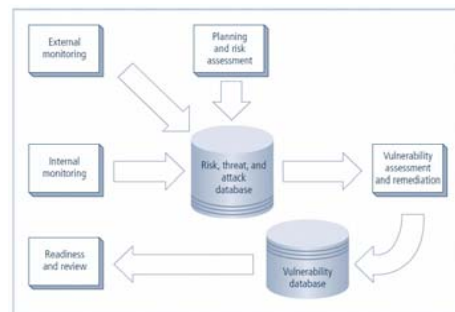 External
monitoring
Planning
and risk
assessment
Internal
monitoring
Risk, threat, and
attack
database
Vulnerability
assessment
and remediation
Readiness
and review
Vulnerability
database